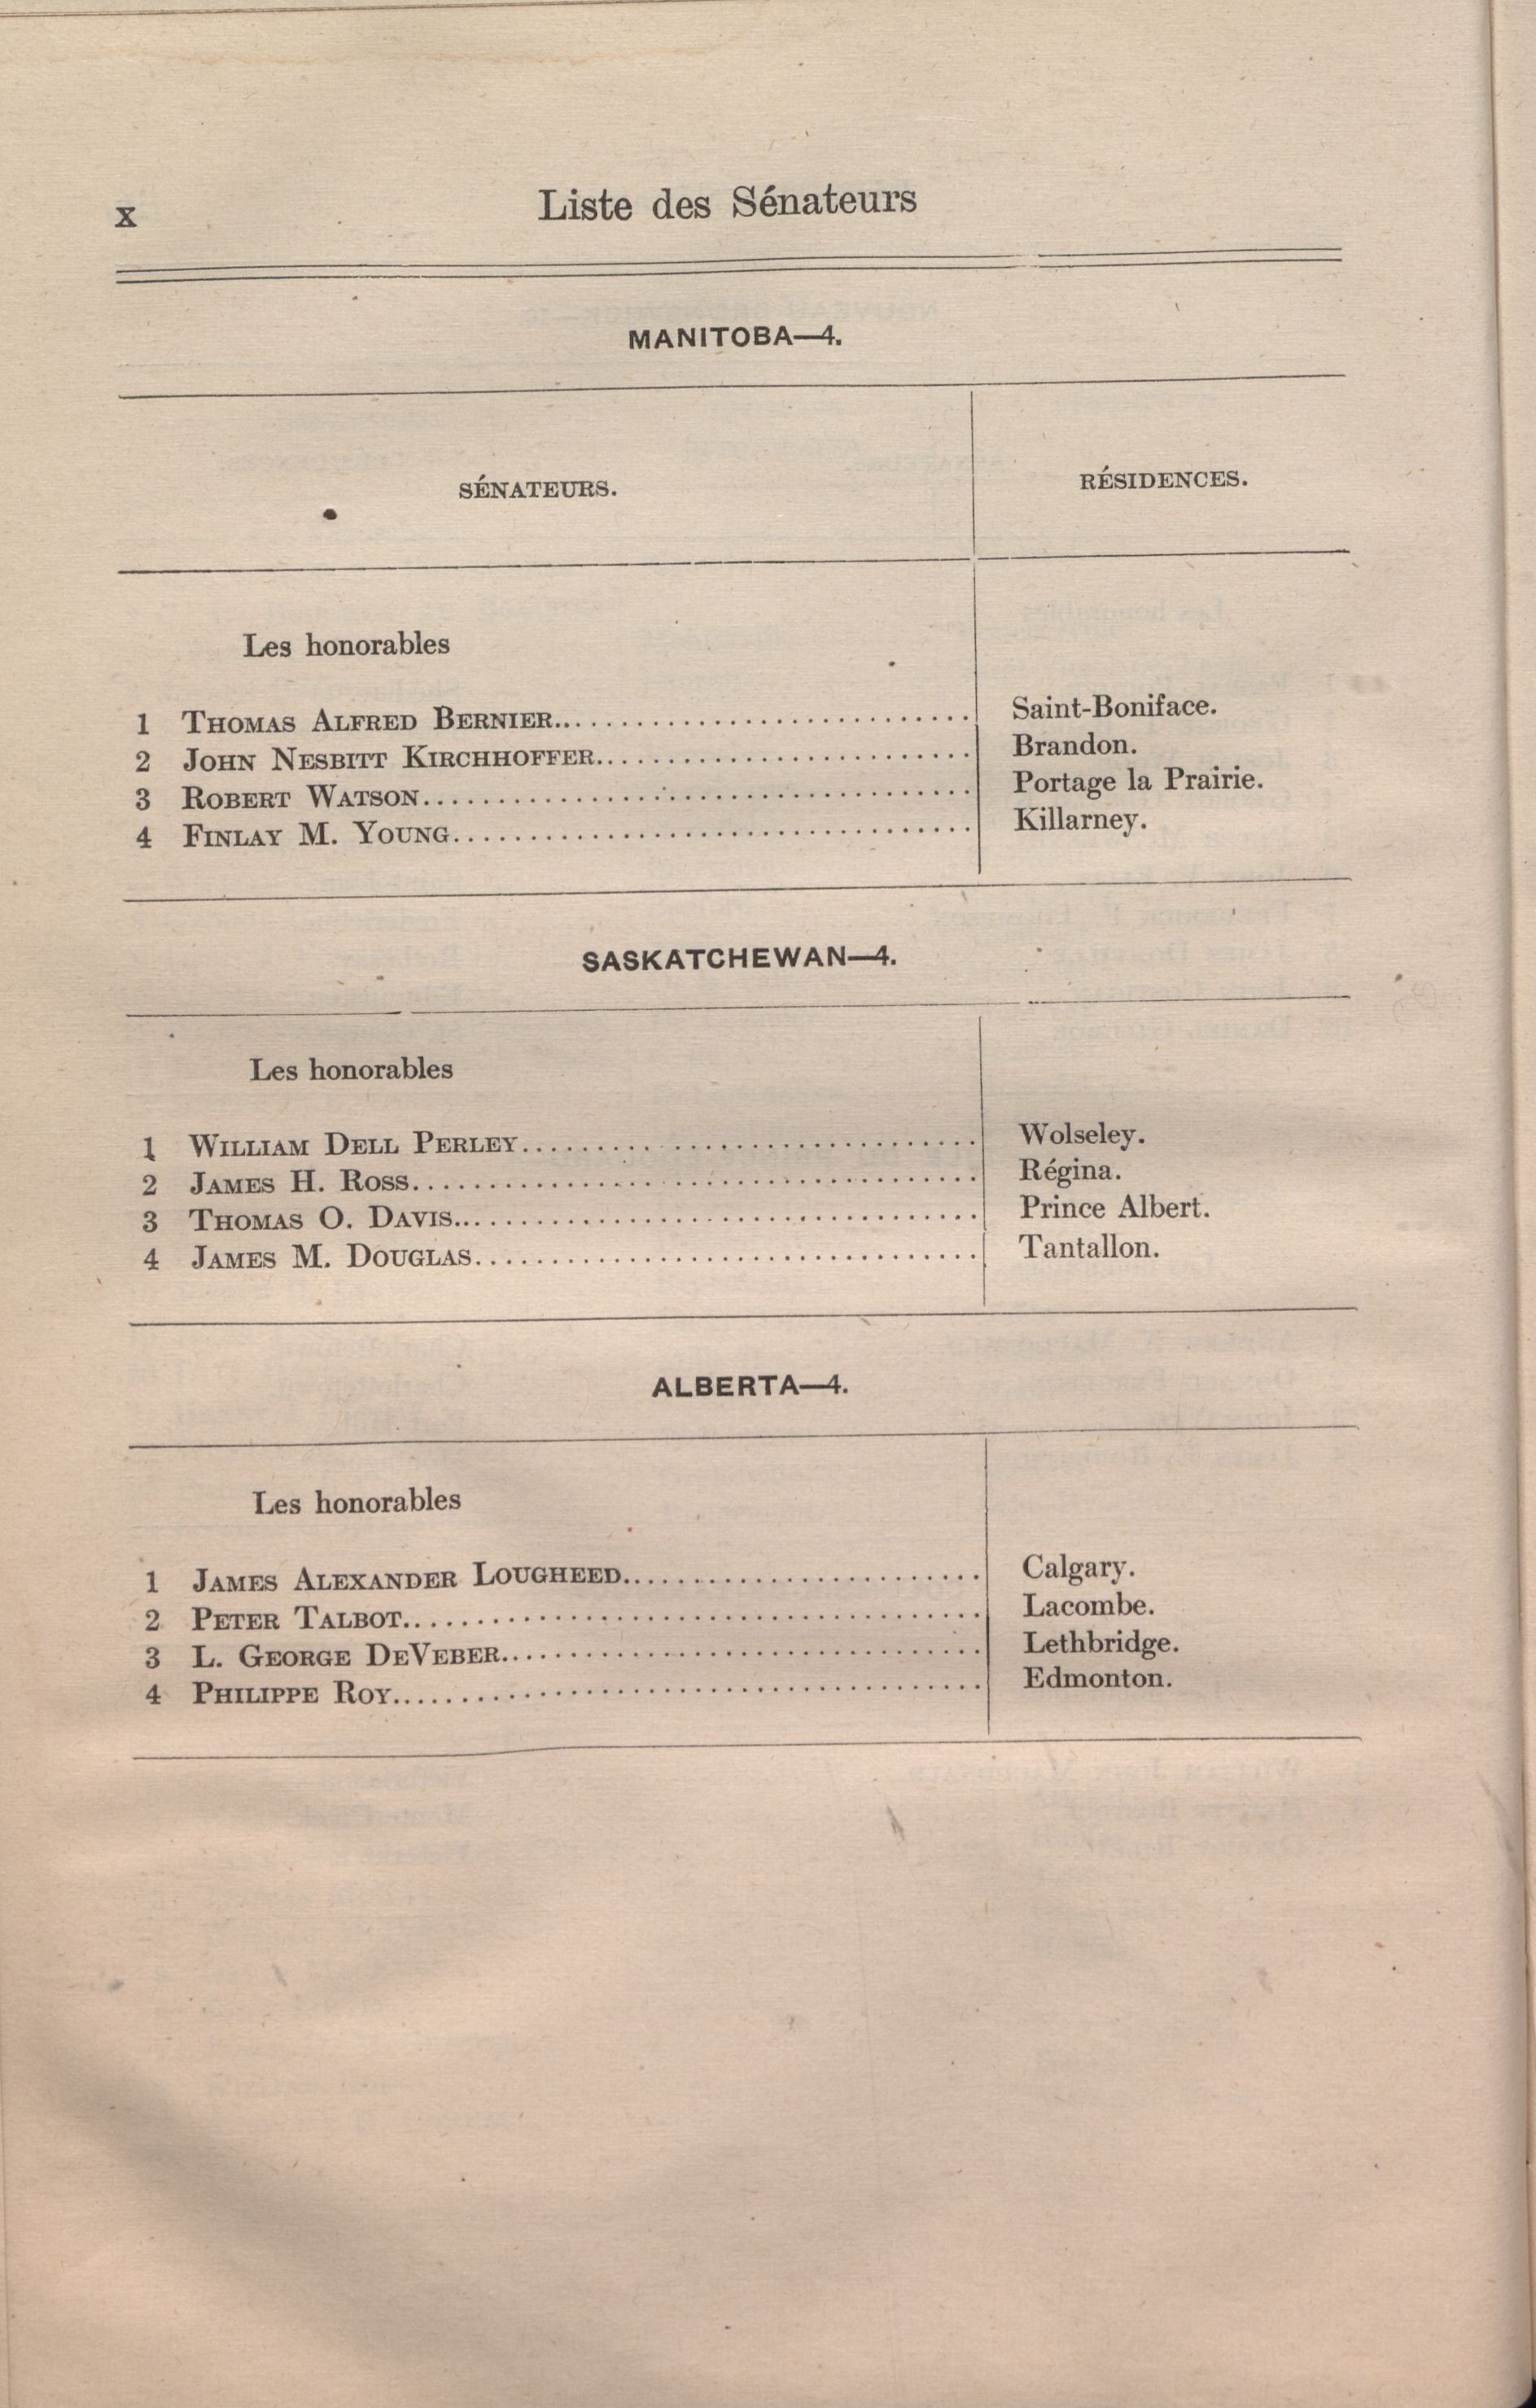 x Liste des Sénateurs
MANITOBA—4.
SÉNATEURS. RÉSIDENCES.
Les honorables
1 THOMAS ALFRED BERNIER............................ Saint-Boniface.
2 JOHN NESBITT KIRCHHOFFER......................... Brandon.
3 ROBERT WATSON.................................... Portage la Prairie.
4 FINLAY M. YOUNG.................................. Killarney.
SASKATCHEWAN—4.
Les honorables
1 WILLIAM DELL PERLEY.............................. Wolseley.
2 JAMES H. ROSS.................................... Régina.
3 THOMAS O. DAVIS.................................. Prince Albert.
4 JAMES M. DOUGLAS................................. Tantallon.
ALBERTA—4.
Les honorables
1 JAMES ALEXANDER LOUGHEED........................ Calgary.
2 PETER TALBOT..................................... Lacombe.
3 L. GEORGE DEVEBER................................ Lethbridge.
4 PHILIPPE ROY..................................... Edmonton.